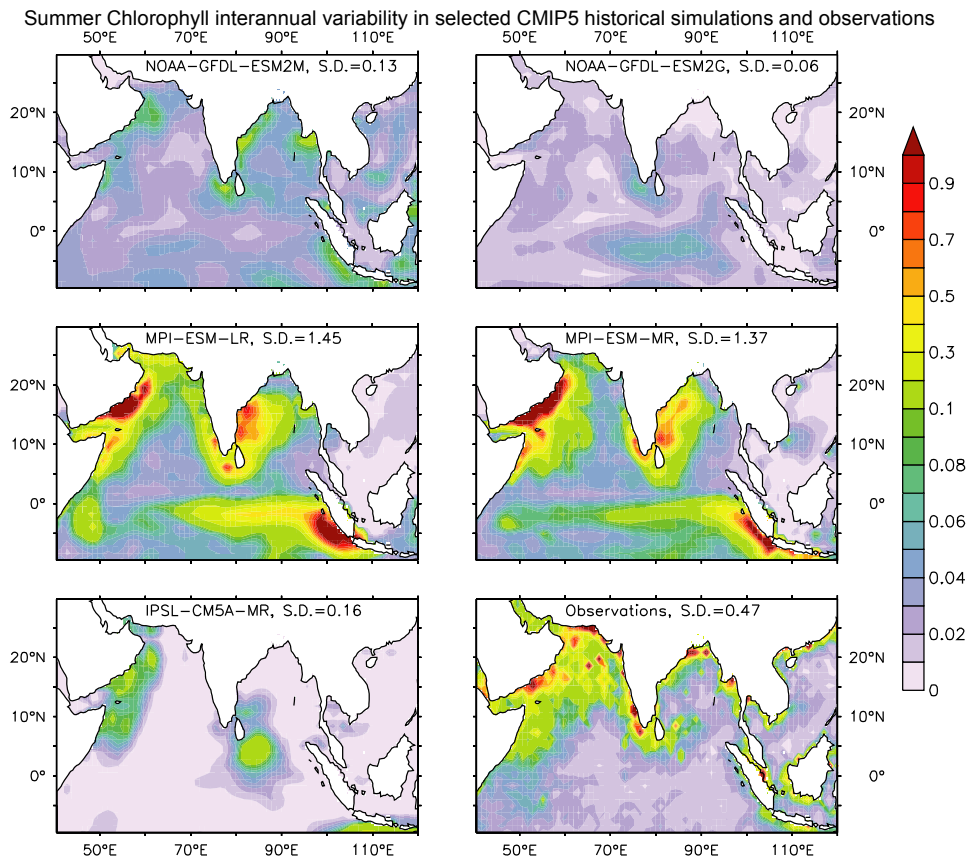 Summer Chlorophyll interannual variability in selected CMIP5 historical simulations and observations
50°E 70°E 90°E 110°E 50°E 70°E 90°E 110°E
NOAA-GFDL-ESM2M, S.D.=0.13
NOAA-GFDL-ESM2G, S.D.=0.06
20°N 20°N
10°N 10°N
0° 0°
MPI-ESM-LR, S.D.=1.45
MPI-ESM-MR, S.D.=1.37
20°N 20°N
10°N 10°N
0° 0°
IPSL-CM5A-MR, S.D.=0.16
Observations, S.D.=0.47
20°N 20°N
10°N 10°N
0° 0°
50°E 70°E 90°E 110°E 50°E 70°E 90°E 110°E
0.9
0.7
0.5
0.3
0.1
0.08
0.06
0.04
0.02
0